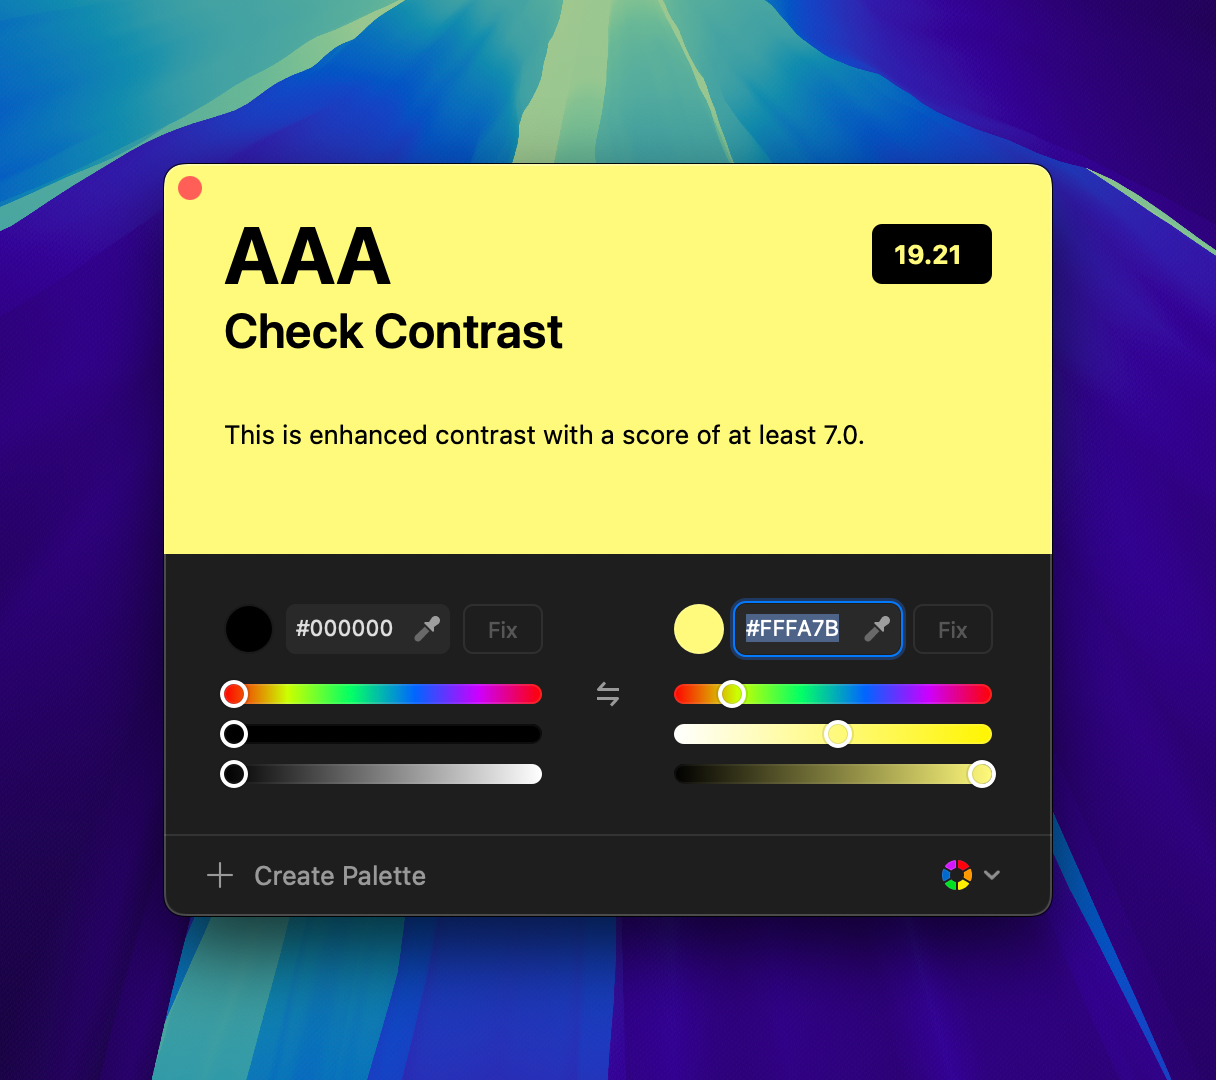 AAA
19.21
Check Contrast
This is enhanced contrast with a score of at least 7.0.
#000000
Fix
#FFFA7B
Fix
Create Palette